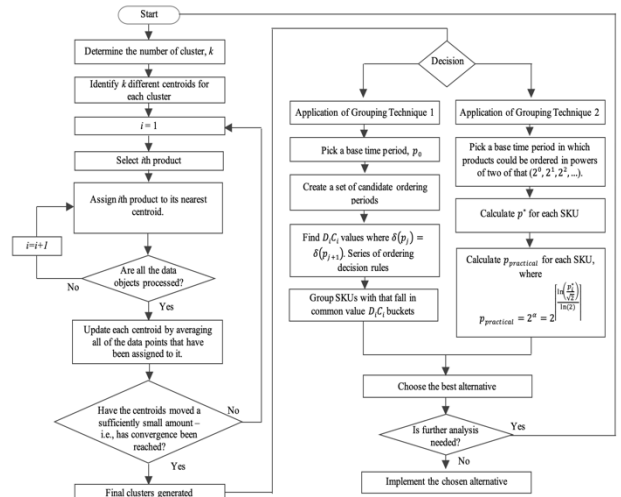 Start
Determine the number of cluster, k
Identify k different centroids for
each cluster
i = 1
Select ith product
Assign ith product to its nearest
centroid.
i=i+1
Are all the data
objects processed?
No
Yes
Update each centroid by averaging
all of the data points that have
been assigned to it.
Have the centroids moved a
sufficiently small amount –
i.e., has convergence been
reached?
No
Yes
Final clusters generated
Decision
Application of Grouping Technique 1
Pick a base time period, p₀
Create a set of candidate ordering
periods
Find DᵢCᵢ values where δ(pⱼ) =
δ(pⱼ₊₁). Series of ordering
decision rules
Group SKUs with that fall in
common value DᵢCᵢ buckets
Application of Grouping Technique 2
Pick a base time period in which
products could be ordered in powers
of two of that (2⁰, 2¹, 2², ...).
Calculate p* for each SKU
Calculate p_practical for each SKU,
where
p_practical = 2^α = 2^⌈ln(p*/√2)/ln(2)⌉
Choose the best alternative
Is further analysis
needed?
Yes
No
Implement the chosen alternative